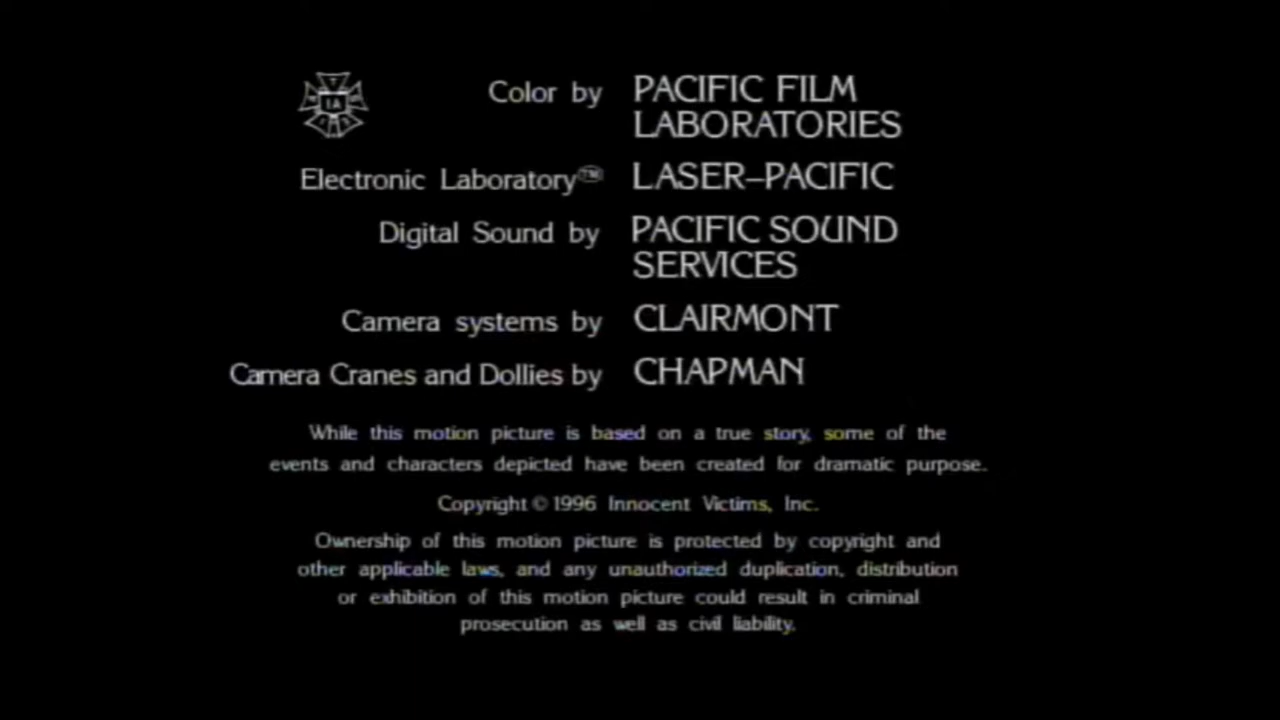 Color by PACIFIC FILM
LABORATORIES
Electronic Laboratory™ LASER–PACIFIC
Digital Sound by PACIFIC SOUND
SERVICES
Camera systems by CLAIRMONT
Camera Cranes and Dollies by CHAPMAN
While this motion picture is based on a true story, some of the
events and characters depicted have been created for dramatic purpose.
Copyright © 1996 Innocent Victims, Inc.
Ownership of this motion picture is protected by copyright and
other applicable laws, and any unauthorized duplication, distribution
or exhibition of this motion picture could result in criminal
prosecution as well as civil liability.